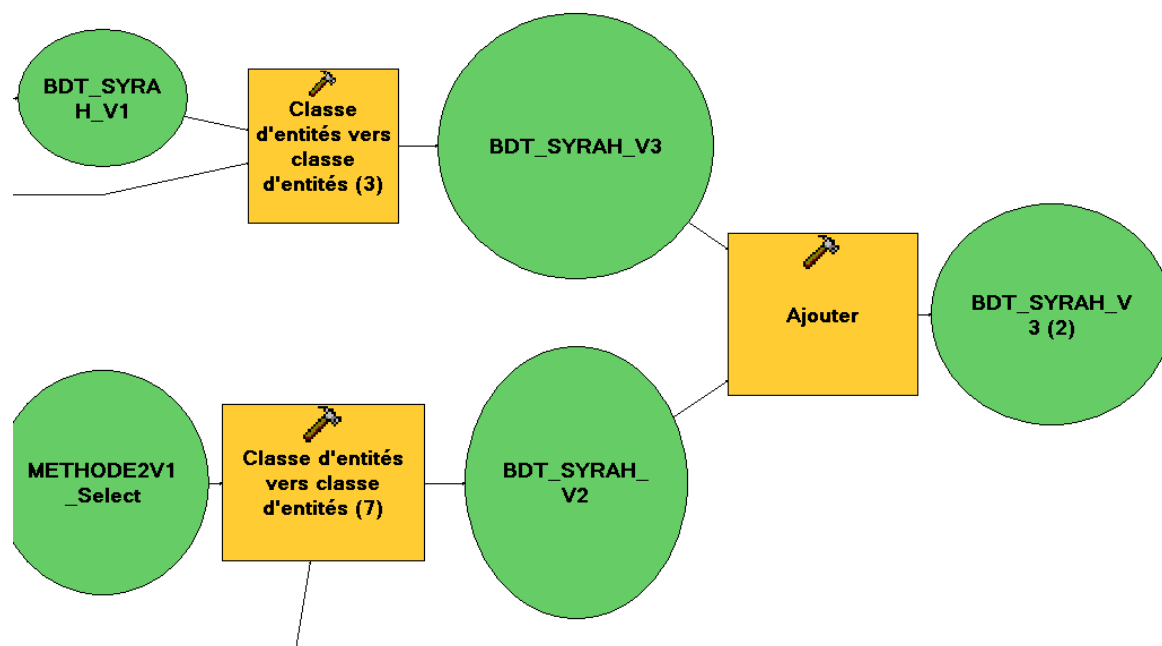 BDT_SYRA
H_V1
Classe
d'entités vers
classe
d'entités (3)
BDT_SYRAH_V3
Ajouter
BDT_SYRAH_V
3 (2)
METHODE2V1
_Select
Classe d'entités
vers classe
d'entités (7)
BDT_SYRAH_
V2